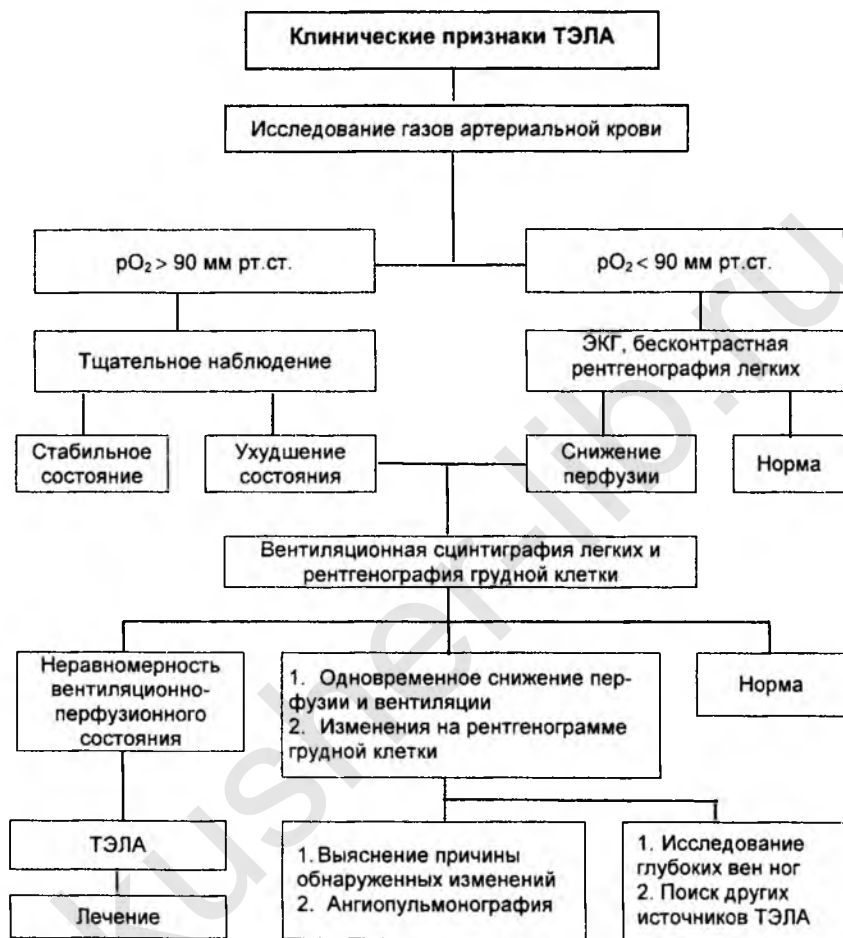 Клинические признаки ТЭЛА
Исследование газов артериальной крови
pO₂ > 90 мм рт.ст.
pO₂ < 90 мм рт.ст.
Тщательное наблюдение
ЭКГ, бесконтрастная
рентгенография легких
Стабильное
состояние
Ухудшение
состояния
Снижение
перфузии
Норма
Вентиляционная сцинтиграфия легких и
рентгенография грудной клетки
Неравномерность
вентиляционно-
перфузионного
состояния
1. Одновременное снижение пер-
фузии и вентиляции
2. Изменения на рентгенограмме
грудной клетки
Норма
ТЭЛА
Лечение
1. Выяснение причины
обнаруженных изменений
2. Ангиопульмонография
1. Исследование
глубоких вен ног
2. Поиск других
источников ТЭЛА
kusher-lib.ru